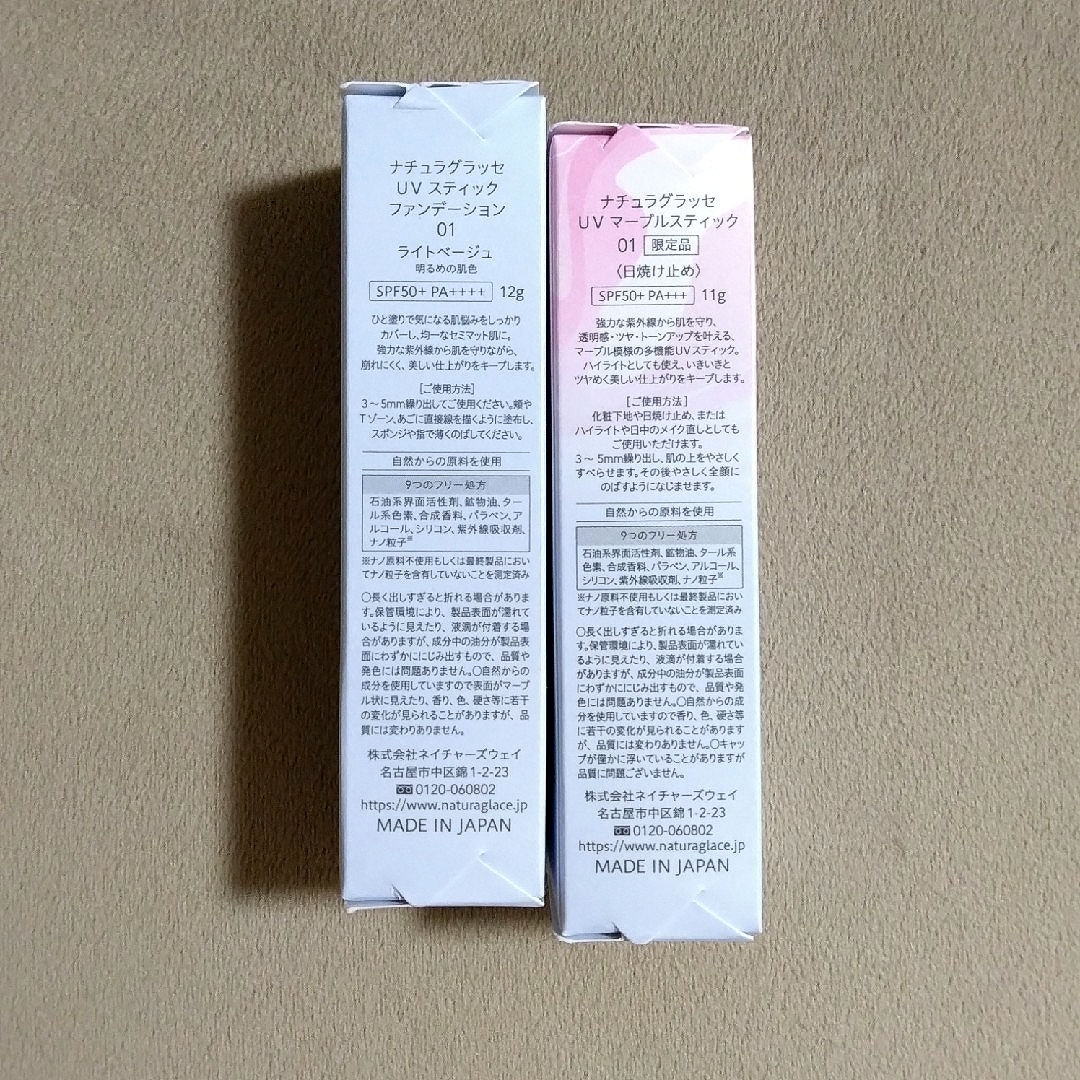 ナチュラグラッセ
UV スティック
ファンデーション
01
ライトベージュ
明るめの肌色
SPF50+ PA++++ 12g
ひと塗りで気になる肌悩みをしっかり
カバーし、均一なセミマット肌に。
強力な紫外線から肌を守りながら、
崩れにくく、美しい仕上がりをキープします。
[ご使用方法]
3～5mm繰り出してご使用ください。頬や
Tゾーン、あごに直接線を描くように塗布し、
スポンジや指で薄くのばしてください。
自然からの原料を使用
9つのフリー処方
石油系界面活性剤、鉱物油、ター
ル系色素、合成香料、パラベン、ア
ルコール、シリコン、紫外線吸収剤、
ナノ粒子※
※ナノ原料不使用もしくは最終製品におい
てナノ粒子を含有していないことを測定済み
○長く出しすぎると折れる場合がありま
す。保管環境により、製品表面が濡れて
いるように見えたり、液滴が付着する場
合がありますが、成分中の油分が製品表
面にわずかににじみ出すもので、品質や
発色には問題ありません。○自然からの
成分を使用していますので表面がマーブ
ル状に見えたり、香り、色、硬さ等に若干
の変化が見られることがありますが、品
質には変わりありません。
株式会社ネイチャーズウェイ
名古屋市中区錦1-2-23
0120-060802
https://www.naturaglace.jp
MADE IN JAPAN
ナチュラグラッセ
UV マーブルスティック
01 限定品
〈日焼け止め〉
SPF50+ PA+++ 11g
強力な紫外線から肌を守り、
透明感・ツヤ・トーンアップを叶える、
マーブル模様の多機能UVスティック。
ハイライトとしても使え、いきいきと
ツヤめく美しい仕上がりをキープします。
[ご使用方法]
化粧下地や日焼け止め、または
ハイライトや日中のメイク直しとしても
ご使用いただけます。
3～5mm繰り出し、肌の上をやさしく
すべらせます。その後やさしく全顔に
のばすようになじませます。
自然からの原料を使用
9つのフリー処方
石油系界面活性剤、鉱物油、タール系
色素、合成香料、パラベン、アルコール、
シリコン、紫外線吸収剤、ナノ粒子※
※ナノ原料不使用もしくは最終製品におい
てナノ粒子を含有していないことを測定済み
○長く出しすぎると折れる場合がありま
す。保管環境により、製品表面が濡れてい
るように見えたり、液滴が付着する場合
がありますが、成分中の油分が製品表面
にわずかににじみ出すもので、品質や発
色には問題ありません。○自然からの成
分を使用していますので香り、色、硬さ等
に若干の変化が見られることがあります
が、品質には変わりありません。○キャッ
プが僅かに浮いていることがありますが
品質に問題ございません。
株式会社ネイチャーズウェイ
名古屋市中区錦1-2-23
0120-060802
https://www.naturaglace.jp
MADE IN JAPAN